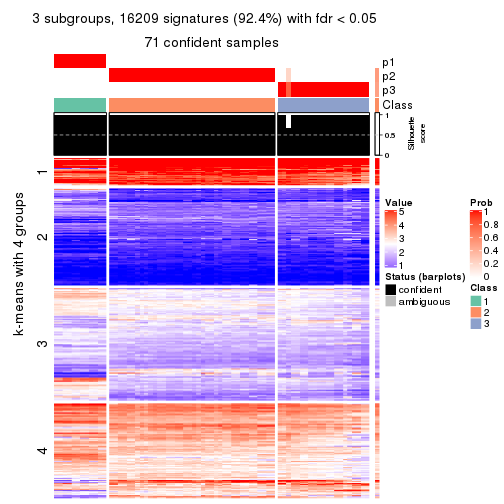 3 subgroups, 16209 signatures (92.4%) with fdr < 0.05
71 confident samples
p1
p2
p3
Class
1
0.5
0
Silhouette
score
k-means with 4 groups
1
2
3
4
Value
5
4
3
2
1
Status (barplots)
confident
ambiguous
Prob
1
0.8
0.6
0.4
0.2
0
Class
1
2
3